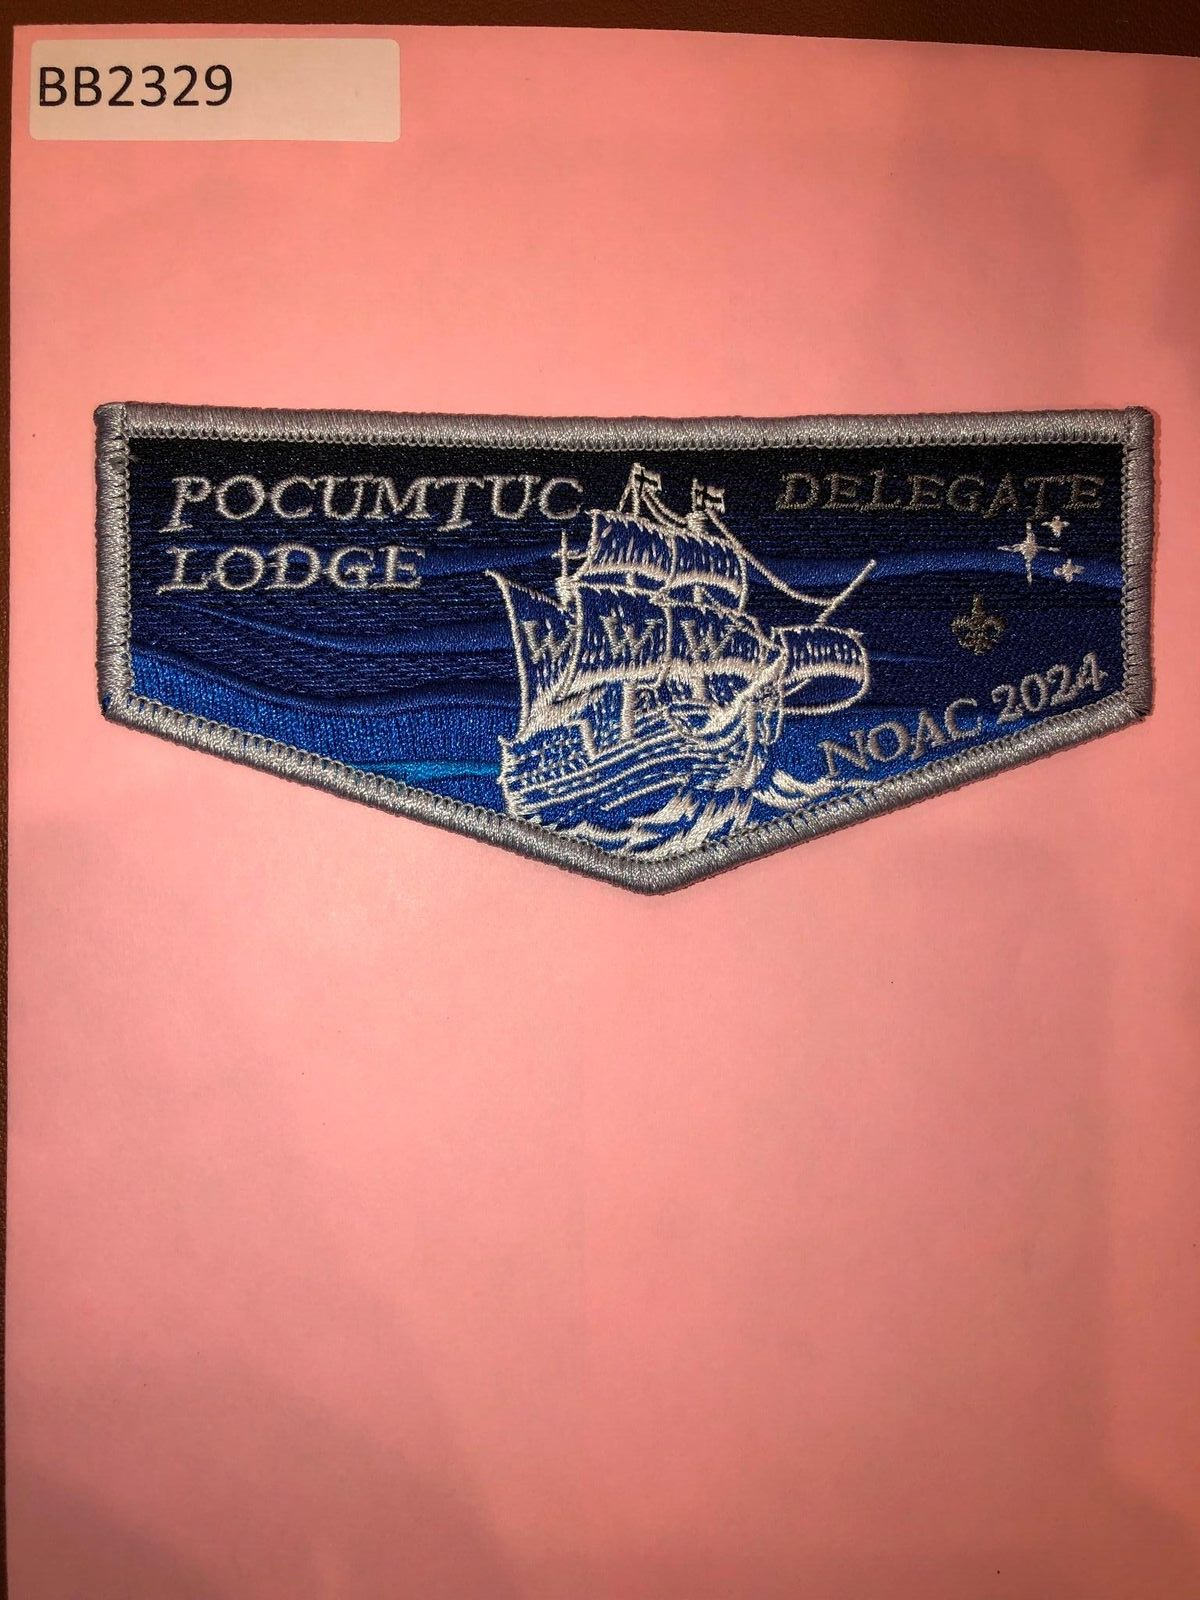 BB2329
POCUMTUC
LODGE
DELEGATE
W W W
NOAC 2024